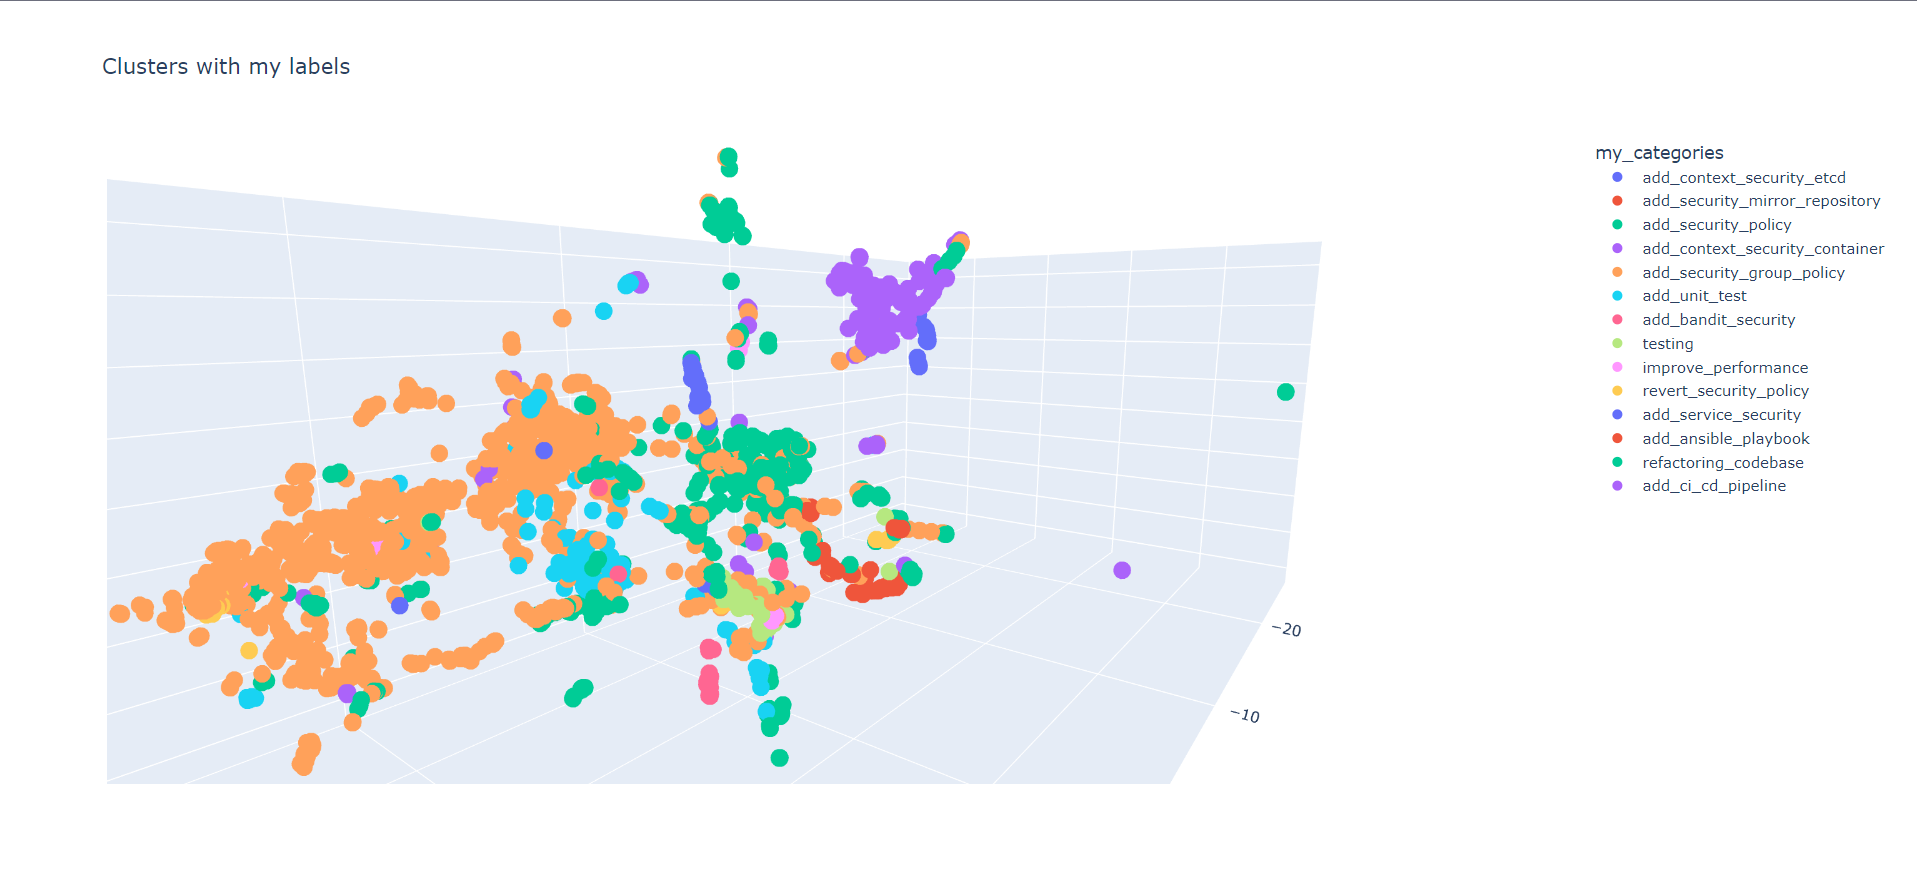 Clusters with my labels
my_categories
add_context_security_etcd
add_security_mirror_repository
add_security_policy
add_context_security_container
add_security_group_policy
add_unit_test
add_bandit_security
testing
improve_performance
revert_security_policy
add_service_security
add_ansible_playbook
refactoring_codebase
add_ci_cd_pipeline
−20
−10